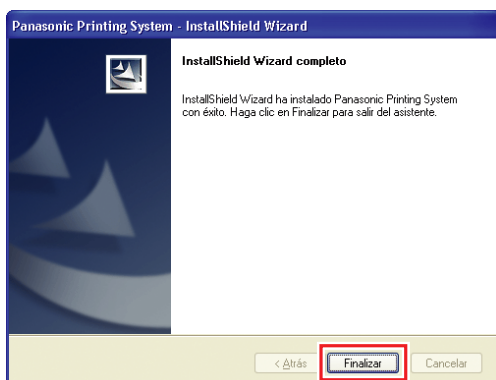 Panasonic Printing System - InstallShield Wizard
InstallShield Wizard completo
InstallShield Wizard ha instalado Panasonic Printing System
con éxito. Haga clic en Finalizar para salir del asistente.
< Atrás Finalizar Cancelar